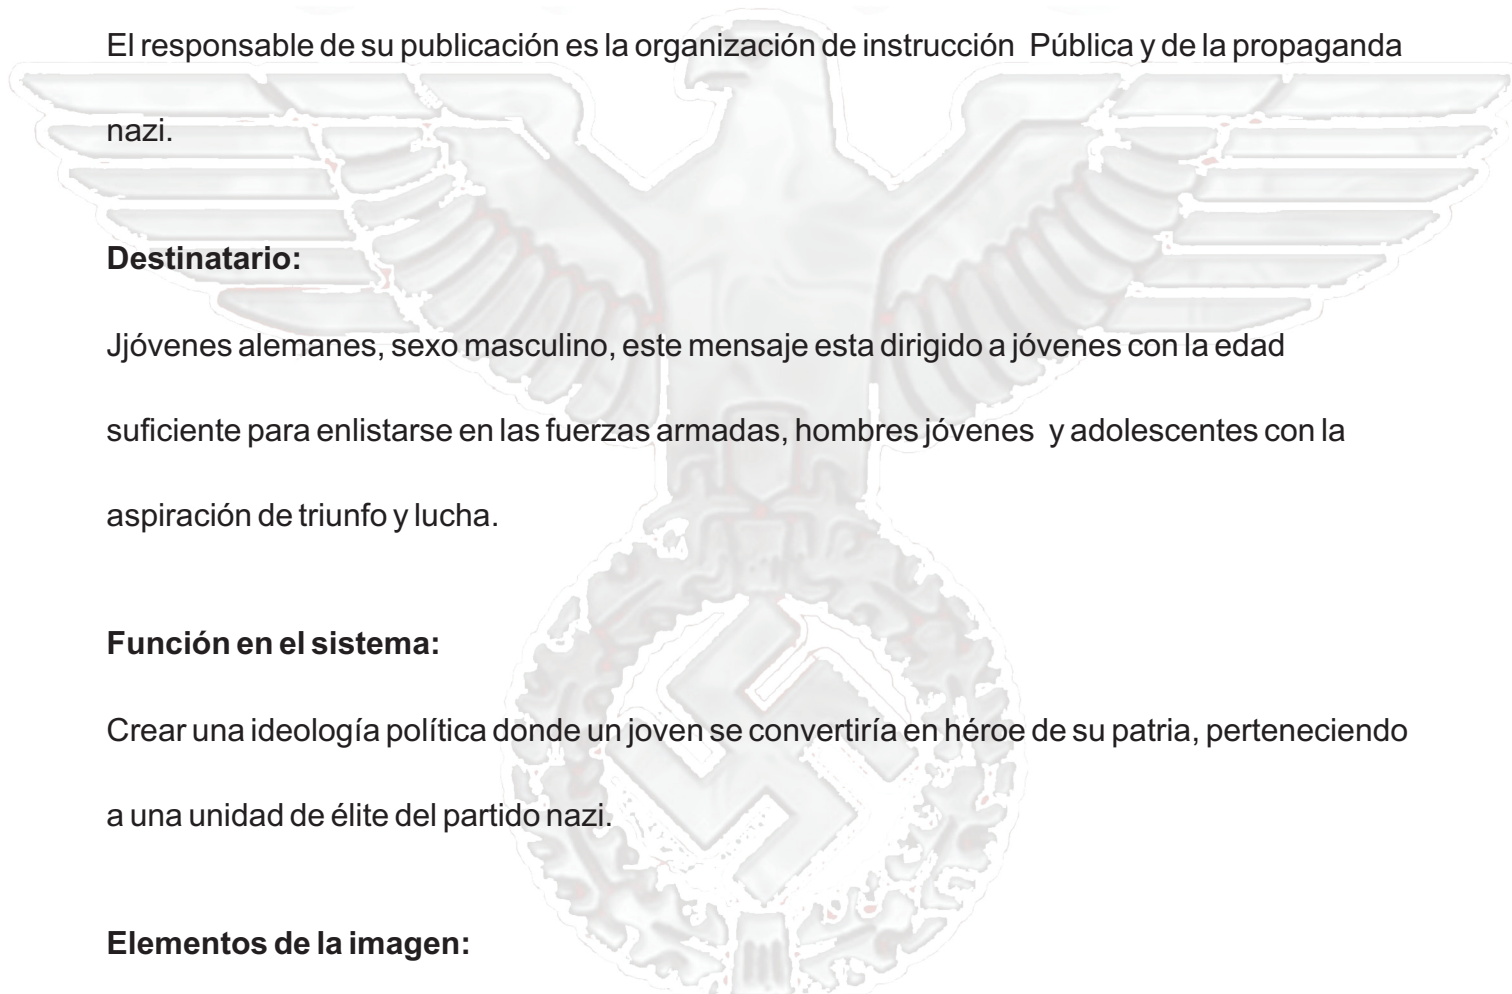 El responsable de su publicación es la organización de instrucción Pública y de la propaganda
nazi.
Destinatario:
Jjóvenes alemanes, sexo masculino, este mensaje esta dirigido a jóvenes con la edad
suficiente para enlistarse en las fuerzas armadas, hombres jóvenes y adolescentes con la
aspiración de triunfo y lucha.
Función en el sistema:
Crear una ideología política donde un joven se convertiría en héroe de su patria, perteneciendo
a una unidad de élite del partido nazi.
Elementos de la imagen: